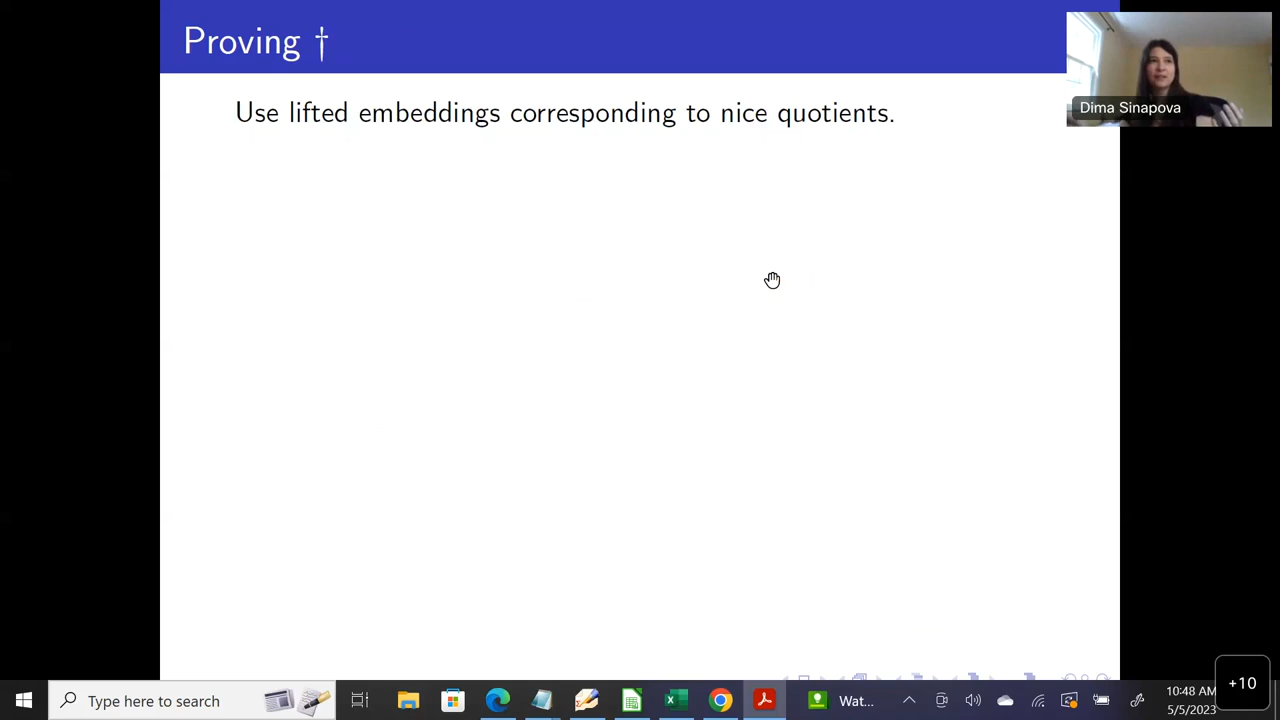 Proving †
Use lifted embeddings corresponding to nice quotients.
Dima Sinapova
Type here to search
Wat...
10:48 AM
5/5/2023
+10